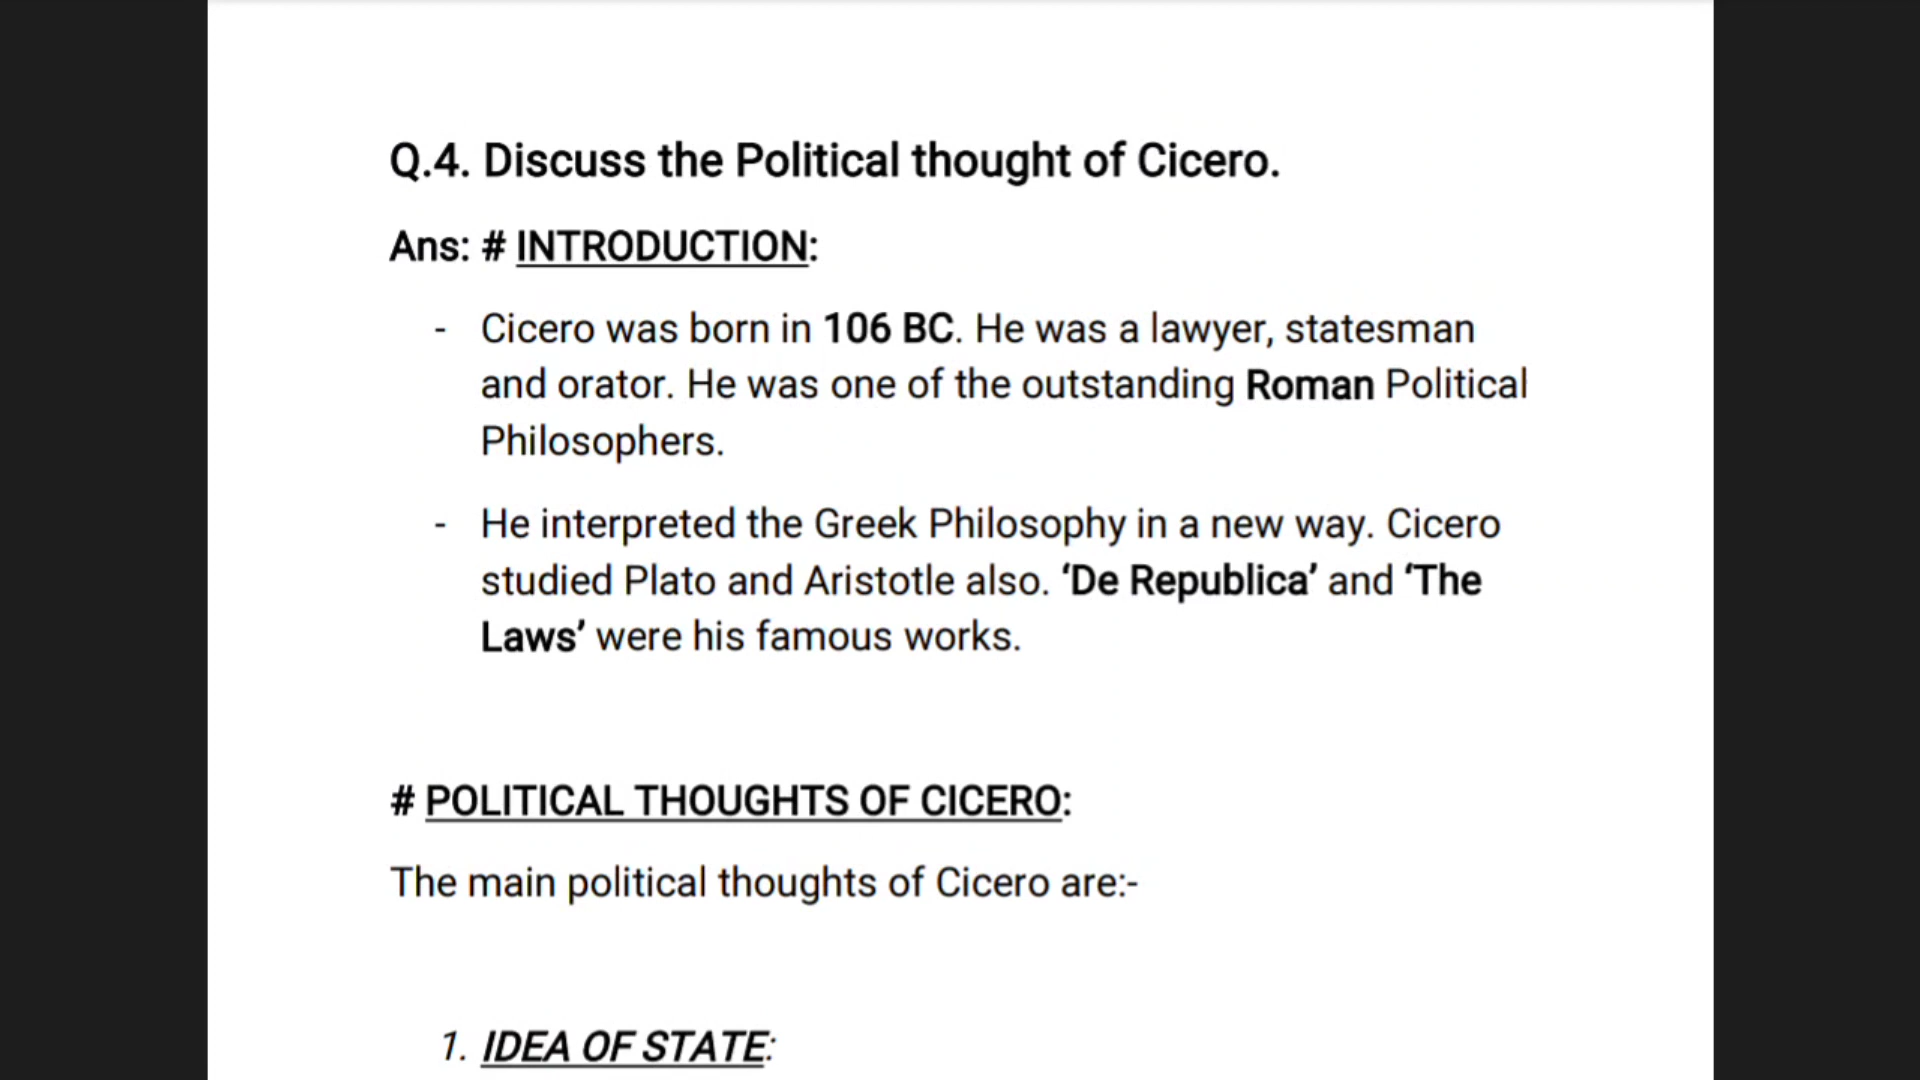 Q.4. Discuss the Political thought of Cicero.
Ans: # INTRODUCTION:
- Cicero was born in 106 BC. He was a lawyer, statesman
and orator. He was one of the outstanding Roman Political
Philosophers.
- He interpreted the Greek Philosophy in a new way. Cicero
studied Plato and Aristotle also. ‘De Republica’ and ‘The
Laws’ were his famous works.
# POLITICAL THOUGHTS OF CICERO:
The main political thoughts of Cicero are:-
1. IDEA OF STATE: